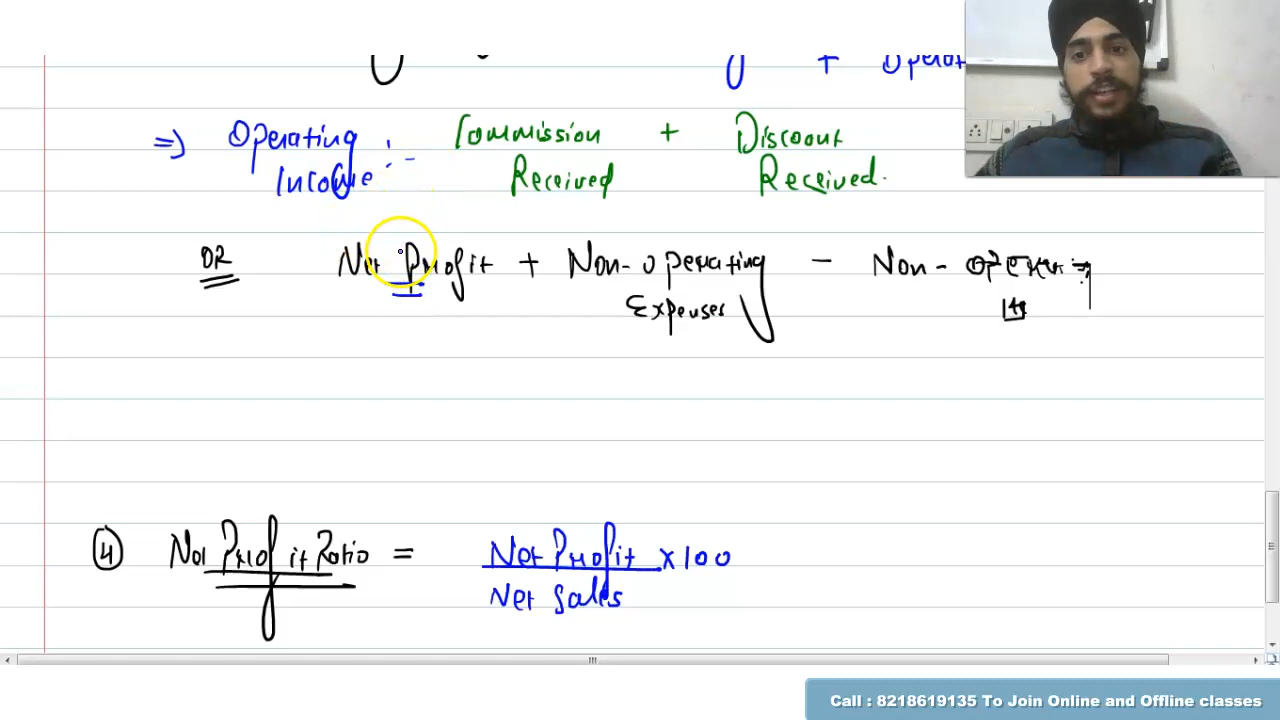 + Operat
=) Operating Income :- Commission Received + Discount Received.
OR Net Profit + Non-operating Expenses - Non-
④ Net Profit Ratio = Net Profit x100
Net Sales
Call : 8218619135 To Join Online and Offline classes